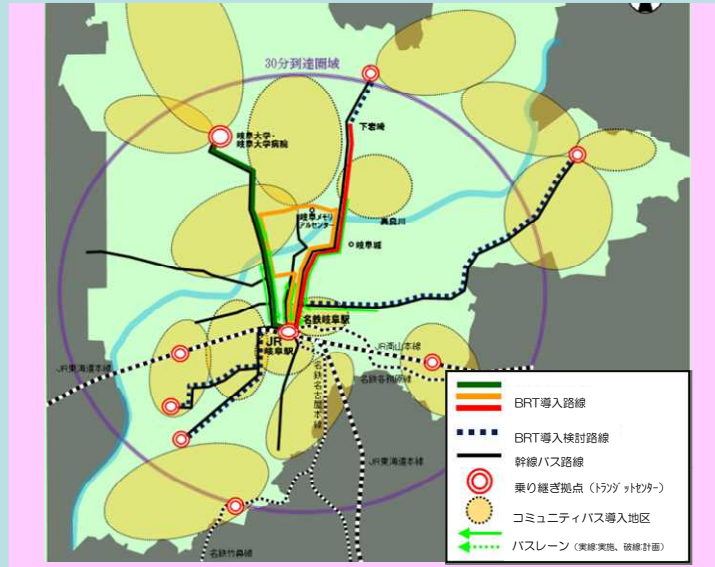 30分到達圏域
下岩崎
岐阜大学・
岐阜大学病院
岐阜メモリ
アルセンター
長良川
岐阜城
名鉄岐阜駅
JR
岐阜駅
JR高山本線
JR東海道本線
名鉄各務原線
名鉄名古屋本線
JR東海道本線
名鉄竹鼻線
BRT導入路線
BRT導入検討路線
幹線バス路線
乗り継ぎ拠点（トランジットセンター）
コミュニティバス導入地区
バスレーン（実線:実施、破線:計画）